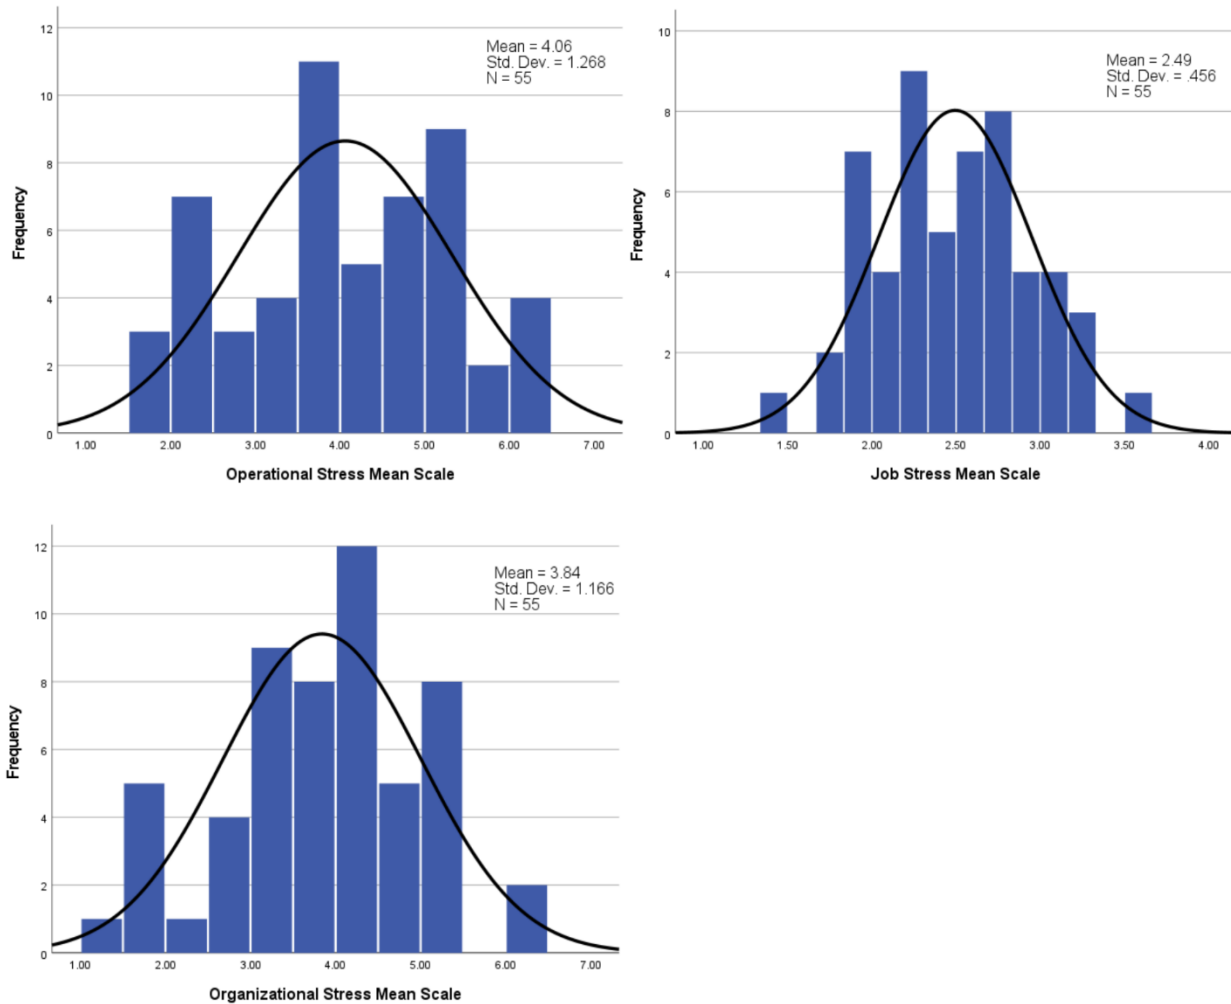 12
10
8
6
4
2
0
Frequency
Mean = 4.06
Std. Dev. = 1.268
N = 55
1.00 2.00 3.00 4.00 5.00 6.00 7.00
Operational Stress Mean Scale
10
8
6
4
2
0
Frequency
Mean = 2.49
Std. Dev. = .456
N = 55
1.00 1.50 2.00 2.50 3.00 3.50 4.00
Job Stress Mean Scale
12
10
8
6
4
2
0
Frequency
Mean = 3.84
Std. Dev. = 1.166
N = 55
1.00 2.00 3.00 4.00 5.00 6.00 7.00
Organizational Stress Mean Scale